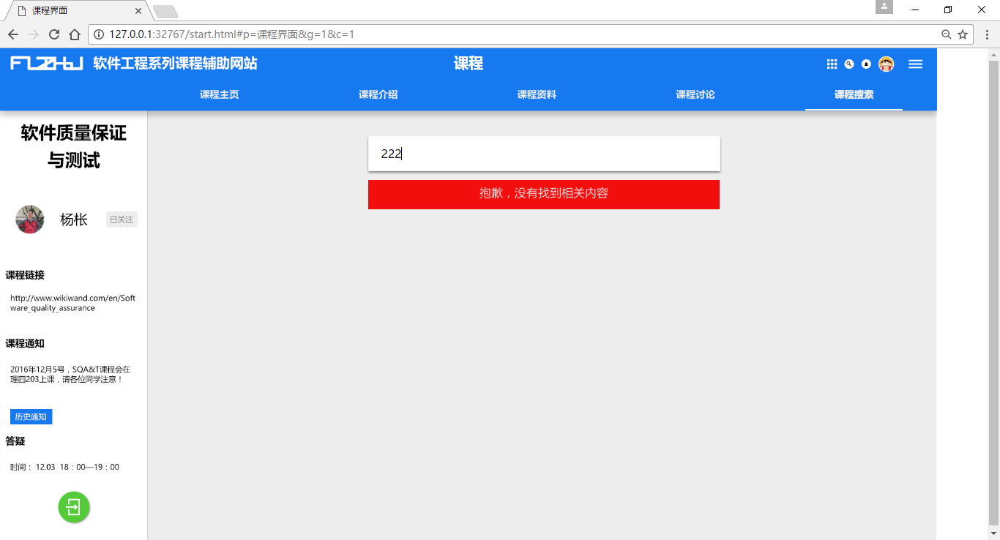 课程界面
127.0.0.1:32767/start.html#p=课程界面&g=1&c=1
软件工程系列课程辅助网站
课程
课程主页
课程介绍
课程资料
课程讨论
课程搜索
软件质量保证
与测试
杨枨
已关注
课程链接
http://www.wikiwand.com/en/Soft
ware_quality_assurance
课程通知
2016年12月5号，SQA&T课程会在
理四203上课，请各位同学注意！
历史通知
答疑
时间： 12.03 18：00—19：00
222
抱歉，没有找到相关内容